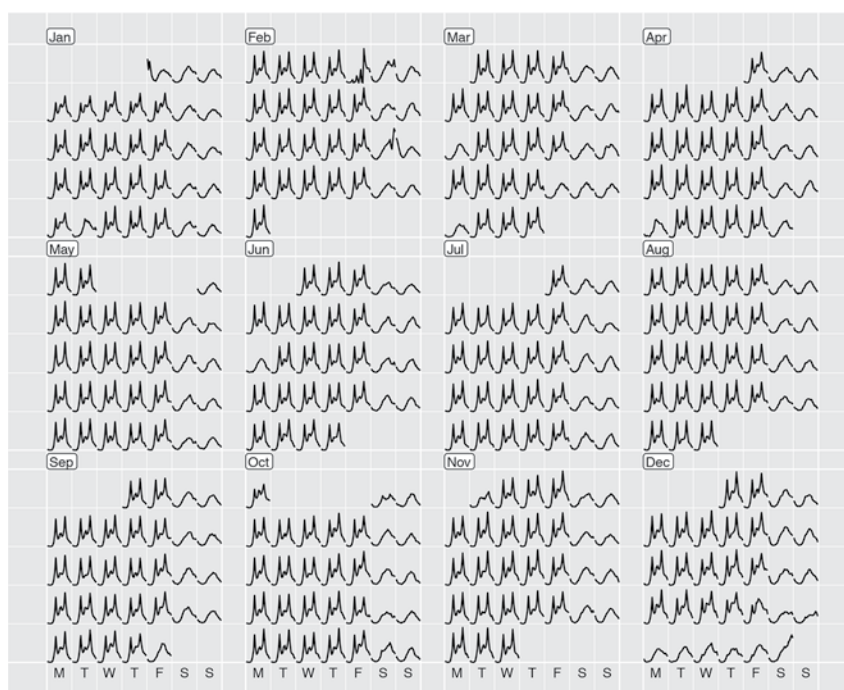 Jan Feb Mar Apr
May Jun Jul Aug
Sep Oct Nov Dec
M T W T F S S M T W T F S S M T W T F S S M T W T F S S